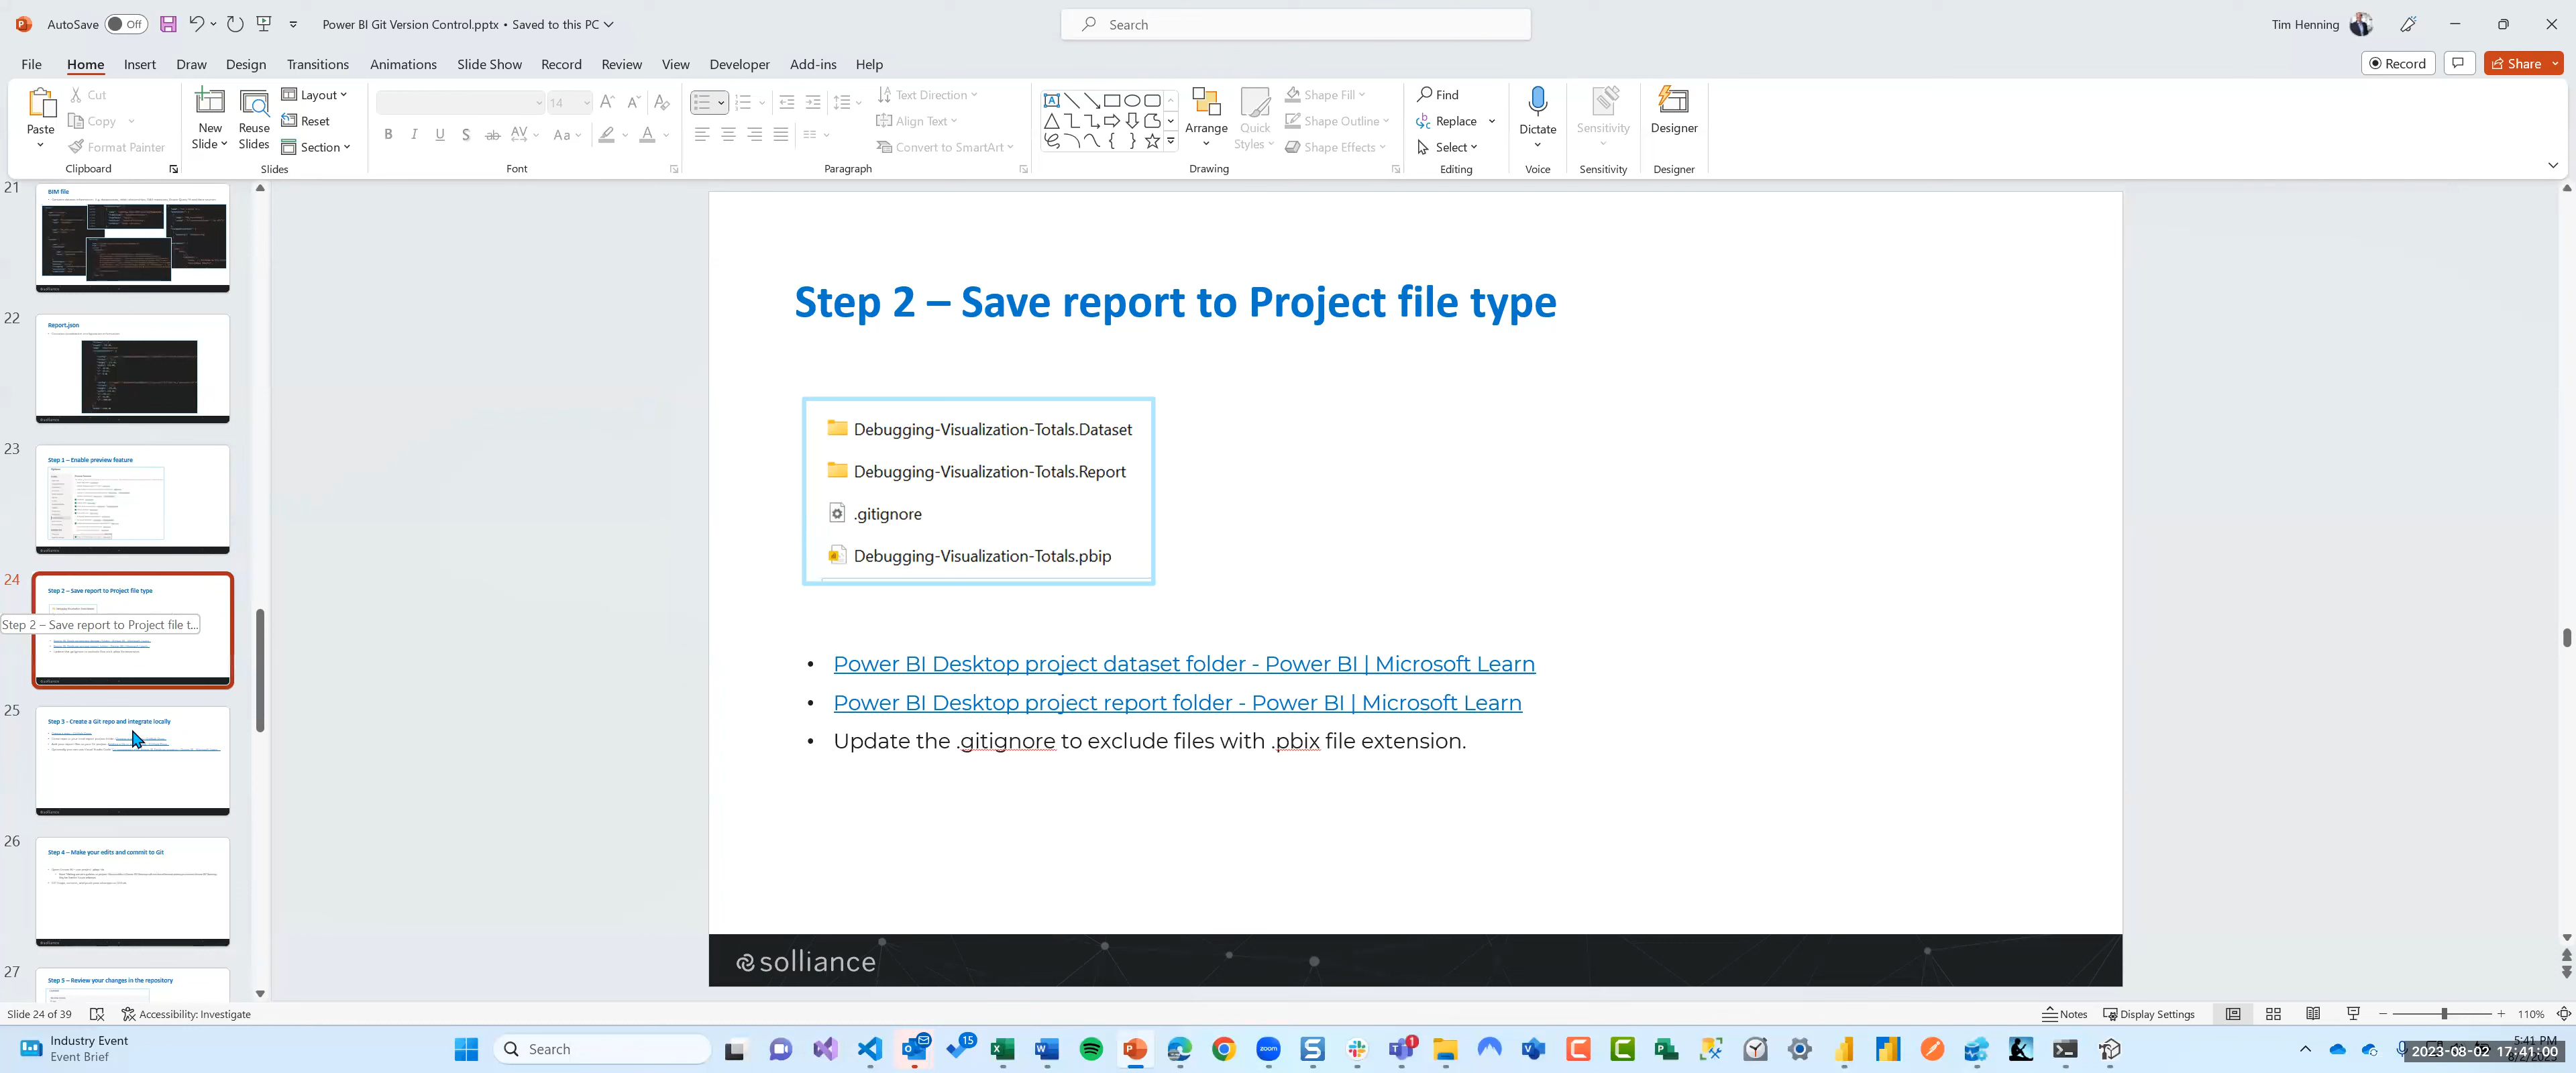 AutoSave Off Power BI Git Version Control.pptx • Saved to this PC Search Tim Henning
File Home Insert Draw Design Transitions Animations Slide Show Record Review View Developer Add-ins Help Record Share
Paste Cut Copy Format Painter Clipboard
New Slide Reuse Slides Layout Reset Section Slides
14 Font
Text Direction Align Text Convert to SmartArt Paragraph
Arrange Quick Styles Shape Fill Shape Outline Shape Effects Drawing
Find Replace Select Editing
Dictate Voice
Sensitivity Sensitivity
Designer Designer
21 BIM file
22 Report.json
23 Step 1 – Enable preview feature
24 Step 2 – Save report to Project file type
Step 2 – Save report to Project file t...
25 Step 3 - Create a Git repo and integrate locally
26 Step 4 – Make your edits and commit to Git
27 Step 5 – Review your changes in the repository
Step 2 – Save report to Project file type
Debugging-Visualization-Totals.Dataset
Debugging-Visualization-Totals.Report
.gitignore
Debugging-Visualization-Totals.pbip
• Power BI Desktop project dataset folder - Power BI | Microsoft Learn
• Power BI Desktop project report folder - Power BI | Microsoft Learn
• Update the .gitignore to exclude files with .pbix file extension.
solliance
Slide 24 of 39 Accessibility: Investigate Notes Display Settings 110%
Industry Event
Event Brief
Search
15
1
5:41 PM
2023-08-02 17:41:00